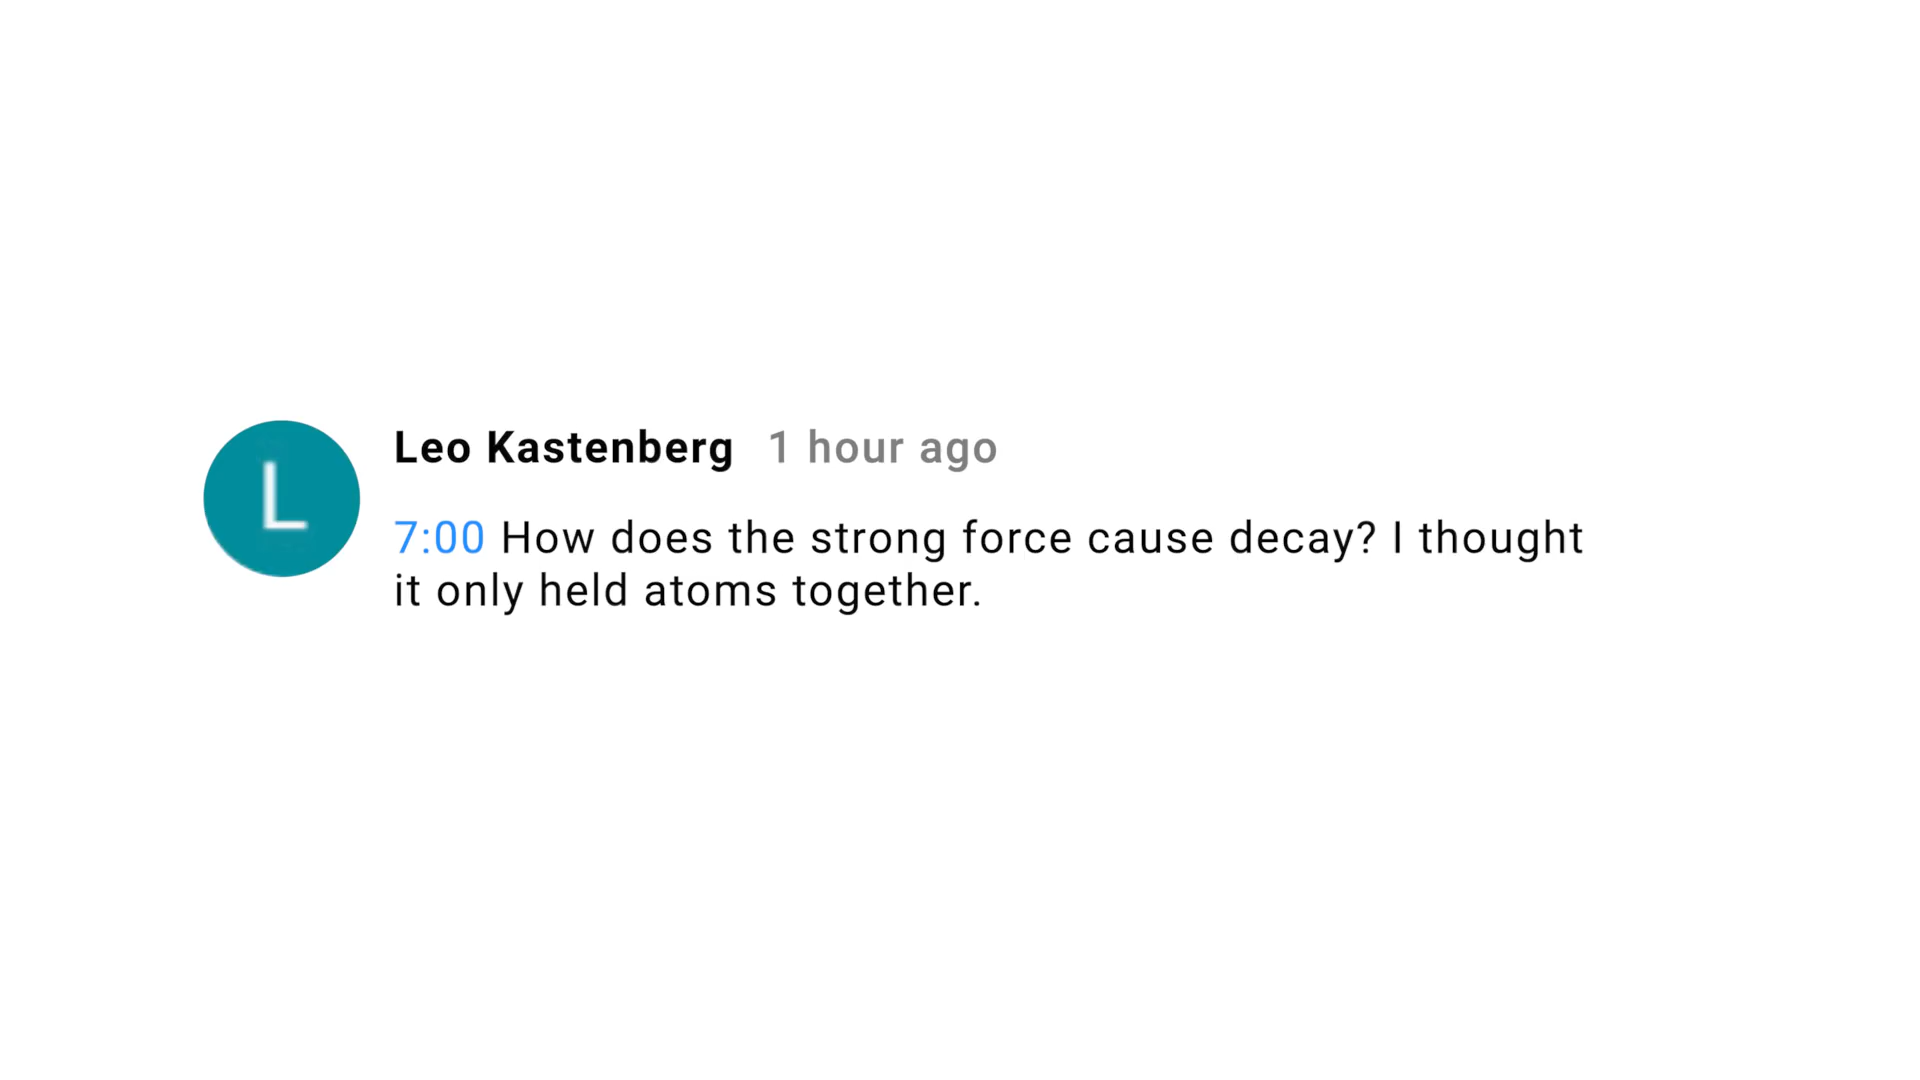 L
Leo Kastenberg 1 hour ago
7:00 How does the strong force cause decay? I thought
it only held atoms together.